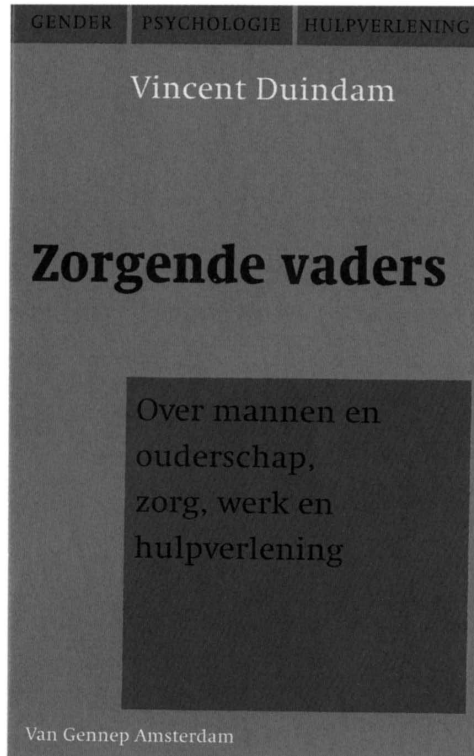 GENDER PSYCHOLOGIE HULPVERLENING
Vincent Duindam
Zorgende vaders
Over mannen en
ouderschap,
zorg, werk en
hulpverlening
Van Gennep Amsterdam